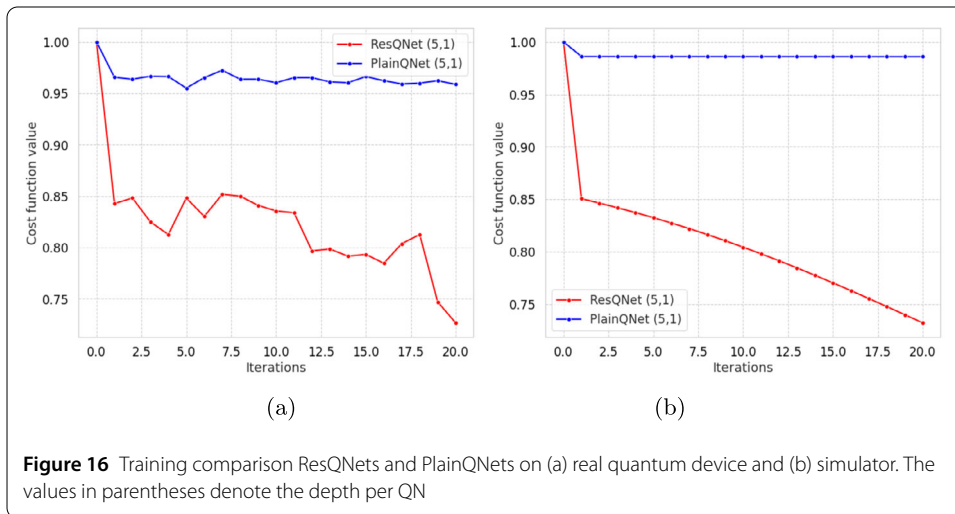 1.00
0.95
0.90
0.85
0.80
0.75
Cost function value
ResQNet (5,1)
PlainQNet (5,1)
0.0 2.5 5.0 7.5 10.0 12.5 15.0 17.5 20.0
Iterations
(a)
1.00
0.95
0.90
0.85
0.80
0.75
Cost function value
ResQNet (5,1)
PlainQNet (5,1)
0.0 2.5 5.0 7.5 10.0 12.5 15.0 17.5 20.0
Iterations
(b)
Figure 16 Training comparison ResQNets and PlainQNets on (a) real quantum device and (b) simulator. The
values in parentheses denote the depth per QN